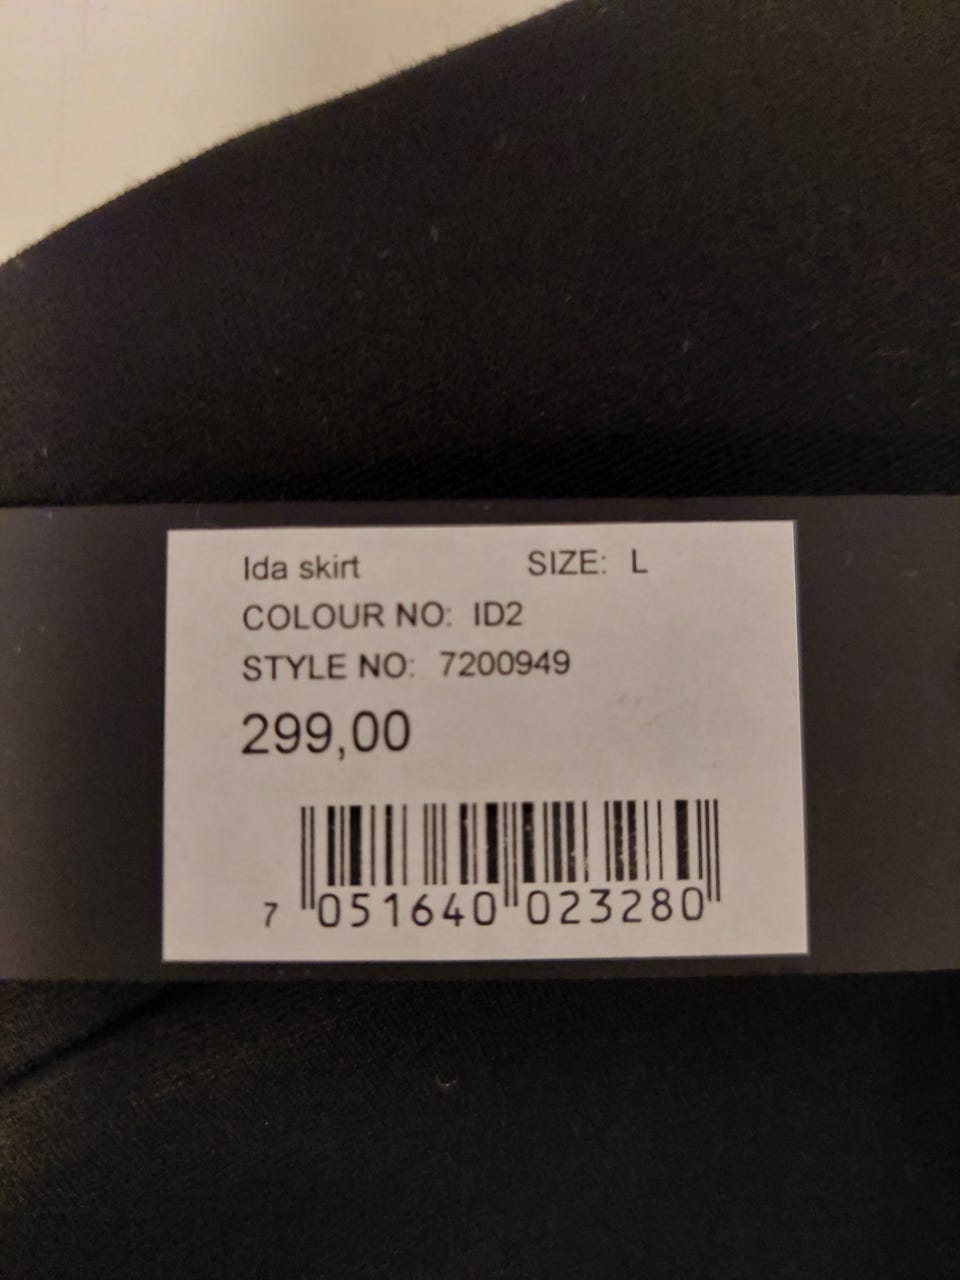 Ida skirt SIZE: L
COLOUR NO: ID2
STYLE NO: 7200949
299,00
7 051640 023280